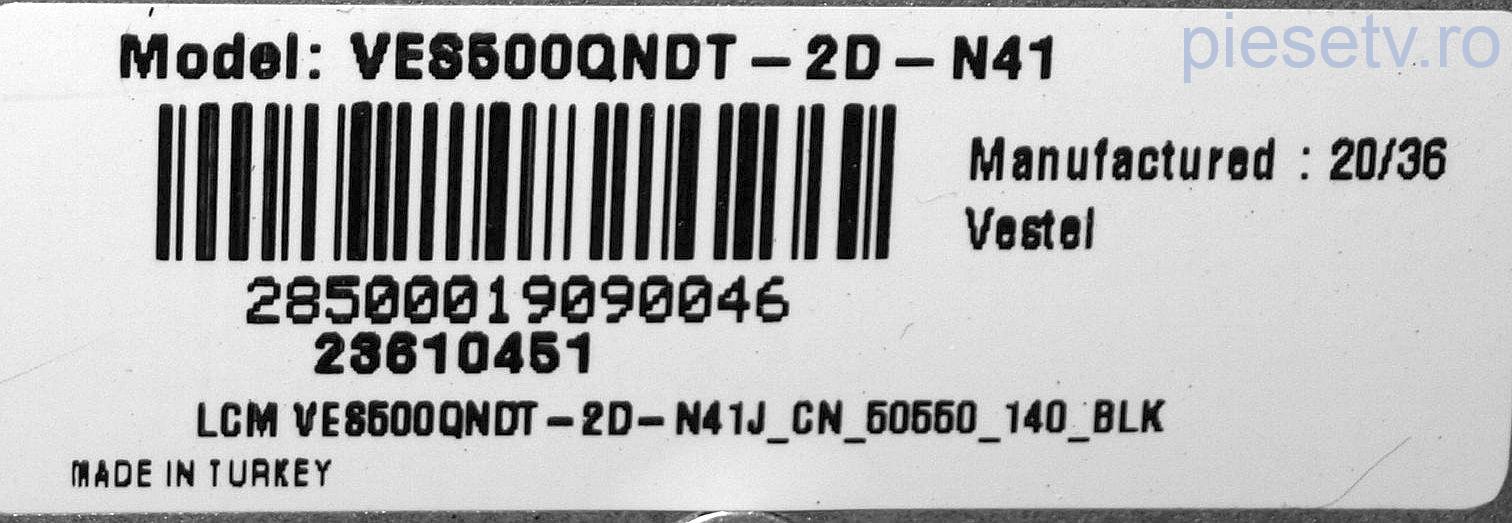 piesetv.ro
Model: VES500QNDT-2D-N41
Manufactured : 20/36
Vestel
28500019090046
23610451
LCM VES500QNDT-2D-N41J_CN_50550_140_BLK
MADE IN TURKEY